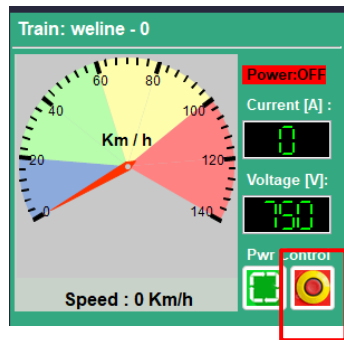 Train: weline - 0
Power:OFF
Current [A] :
0
Voltage [V]:
750
Pwr Control
0
20
40
60
80
100
120
140
Km / h
Speed : 0 Km/h